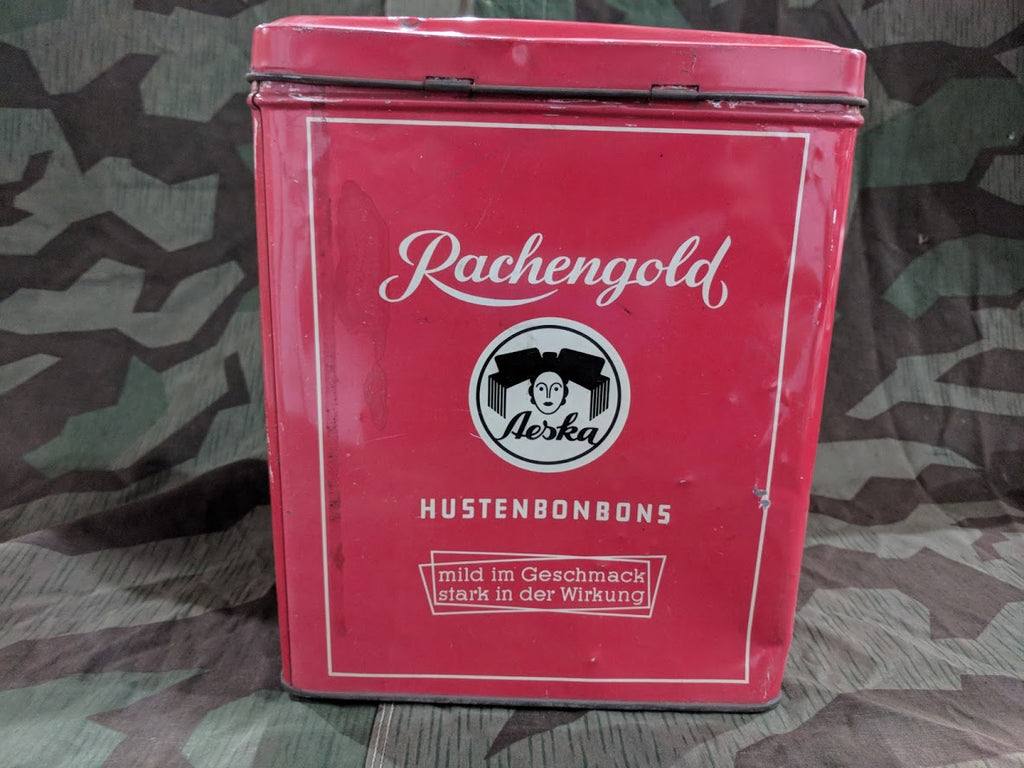 Rachengold
Aeska
HUSTENBONBONS
mild im Geschmack
stark in der Wirkung